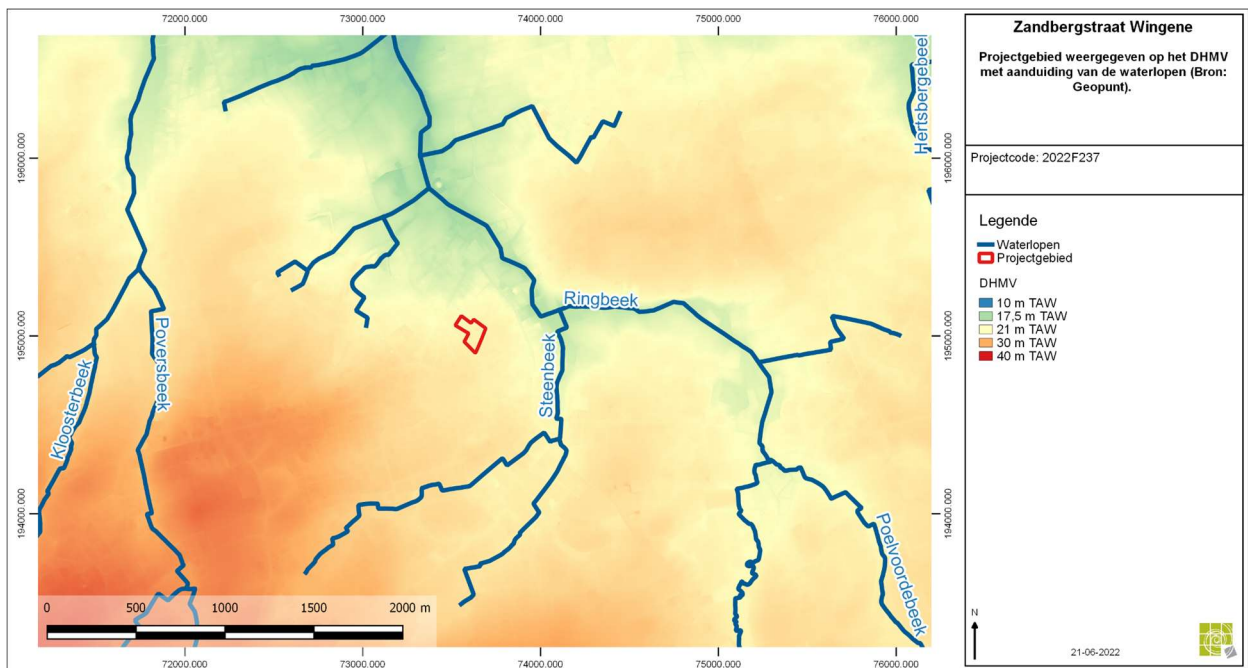 72000.000
73000.000
74000.000
75000.000
76000.000
196000.000
195000.000
194000.000
196000.000
195000.000
194000.000
Hertsbergebeel
Ringbeek
Steenbeek
Poversbeek
Kloosterbeek
Poelvoordebeek
0
500
1000
1500
2000 m
72000.000
73000.000
74000.000
75000.000
76000.000
Zandbergstraat Wingene
Projectgebied weergegeven op het DHMV
met aanduiding van de waterlopen (Bron:
Geopunt).
Projectcode: 2022F237
Legende
Waterlopen
Projectgebied
DHMV
10 m TAW
17,5 m TAW
21 m TAW
30 m TAW
40 m TAW
N
21-06-2022